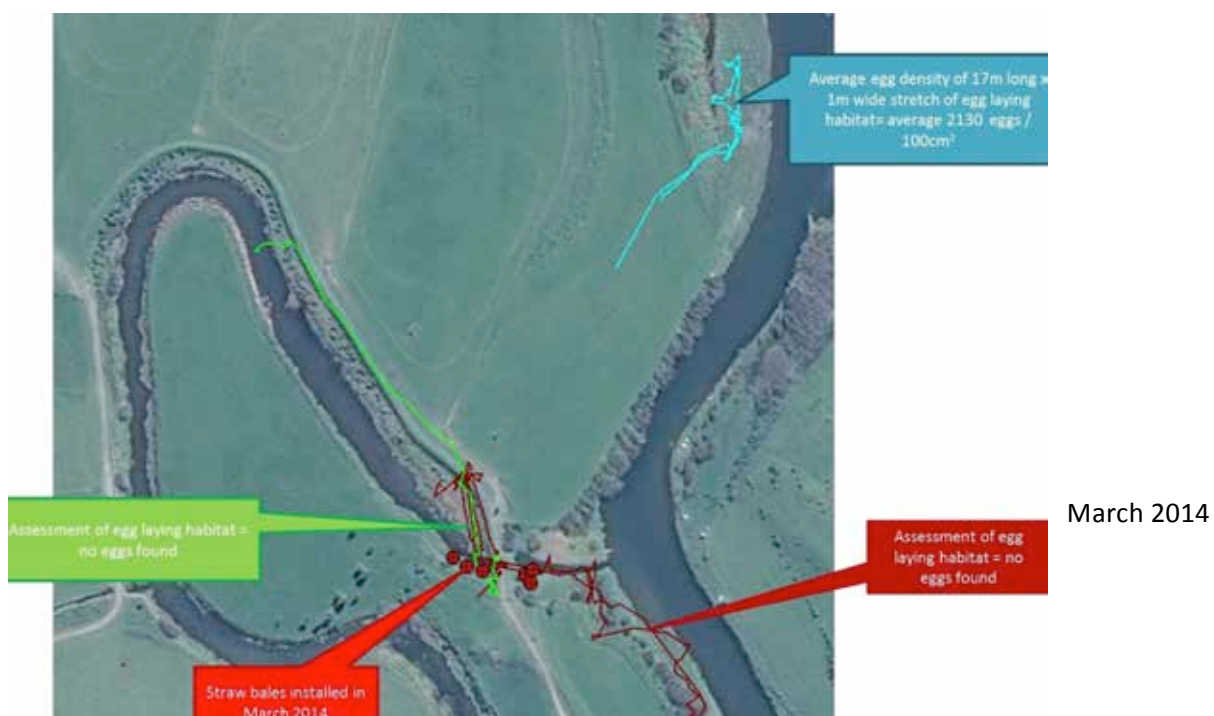 Average egg density of 17m long x
1m wide stretch of egg laying
habitat= average 2130 eggs /
100cm²
Assessment of egg laying habitat =
no eggs found
March 2014
Assessment of egg
laying habitat = no
eggs found
Straw bales installed in
March 2014